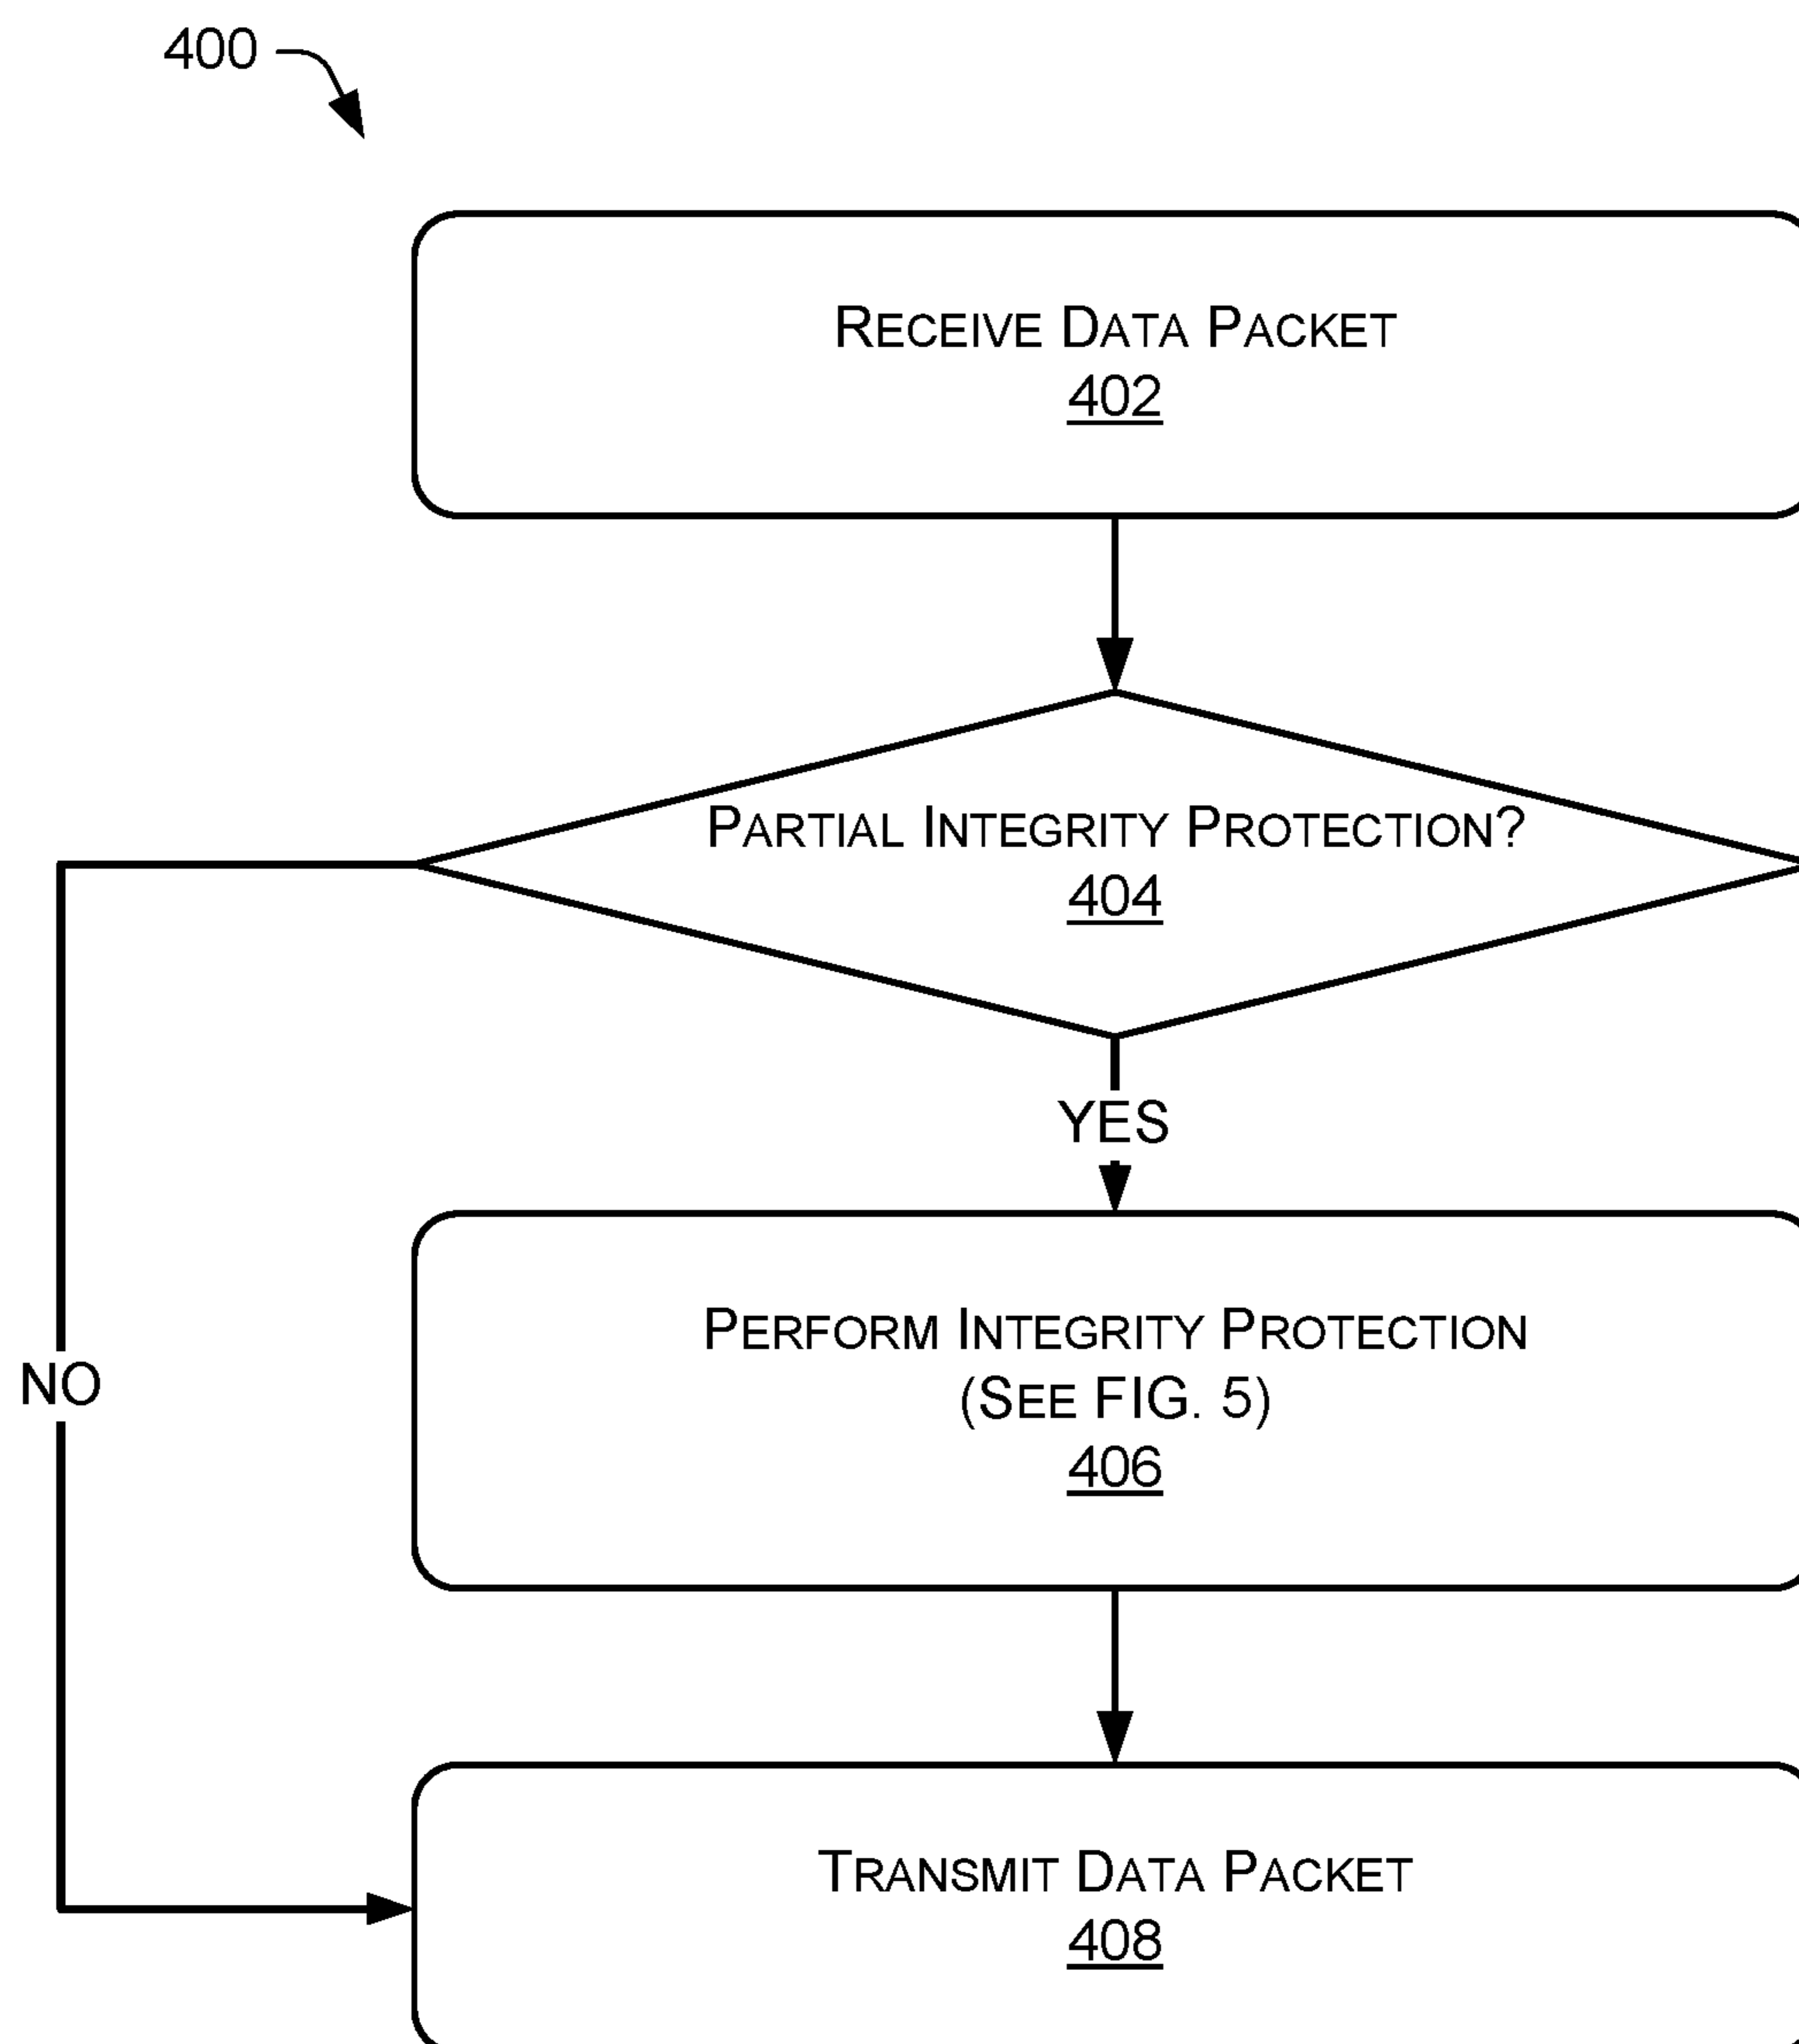 400
RECEIVE DATA PACKET
402
PARTIAL INTEGRITY PROTECTION?
404
YES
PERFORM INTEGRITY PROTECTION
(SEE FIG. 5)
406
NO
TRANSMIT DATA PACKET
408